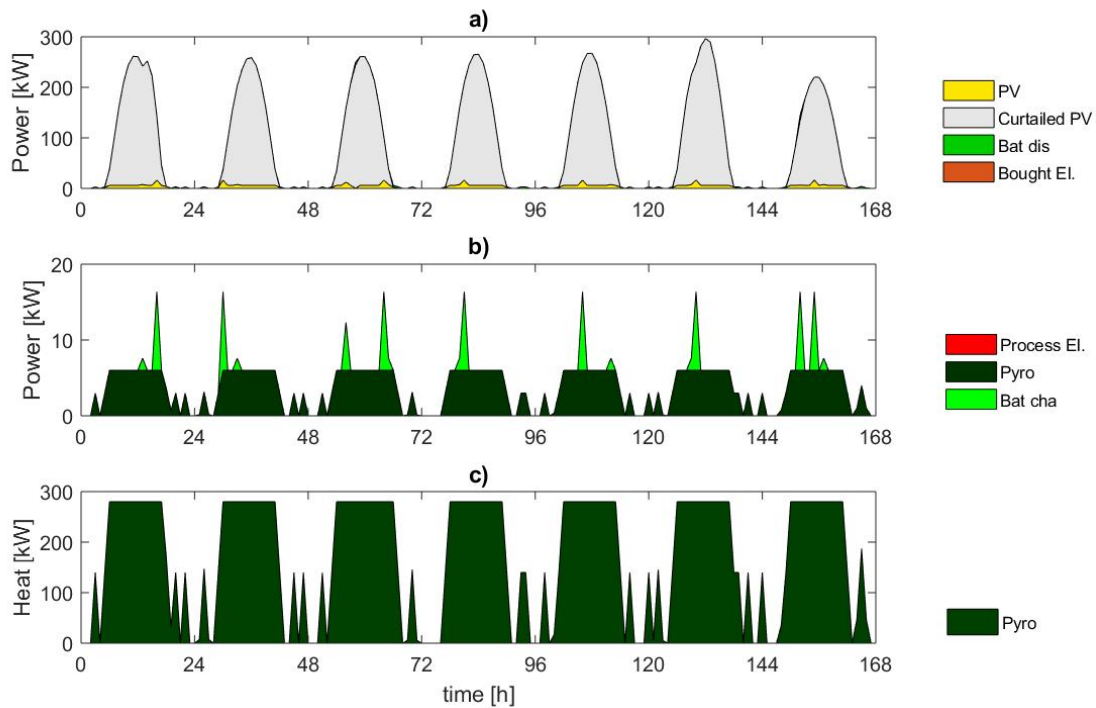 a)
Power [kW]
300
200
100
0
0 24 48 72 96 120 144 168
PV
Curtailed PV
Bat dis
Bought El.
b)
Power [kW]
20
10
0
0 24 48 72 96 120 144 168
Process El.
Pyro
Bat cha
c)
Heat [kW]
300
200
100
0
0 24 48 72 96 120 144 168
time [h]
Pyro